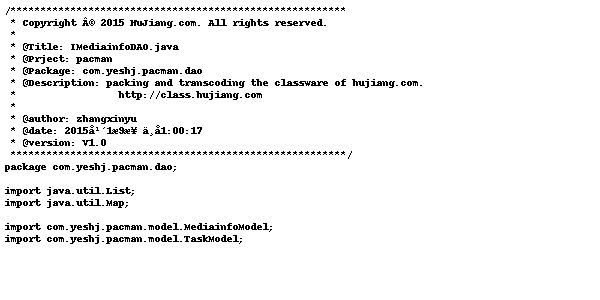 /********************************************************
 * Copyright Â© 2015 HuJiang.com. All rights reserved.
 *
 * @Title: IMediainfoDAO.java
 * @Prject: pacman
 * @Package: com.yeshj.pacman.dao
 * @Description: packing and transcoding the classware of hujiang.com.
 *                 http://class.hujiang.com
 *
 * @author: zhangxinyu
 * @date: 2015å¹´1æ9æ¥ ä¸å1:00:17
 * @version: V1.0
 ********************************************************/
package com.yeshj.pacman.dao;
import java.util.List;
import java.util.Map;
import com.yeshj.pacman.model.MediainfoModel;
import com.yeshj.pacman.model.TaskModel;